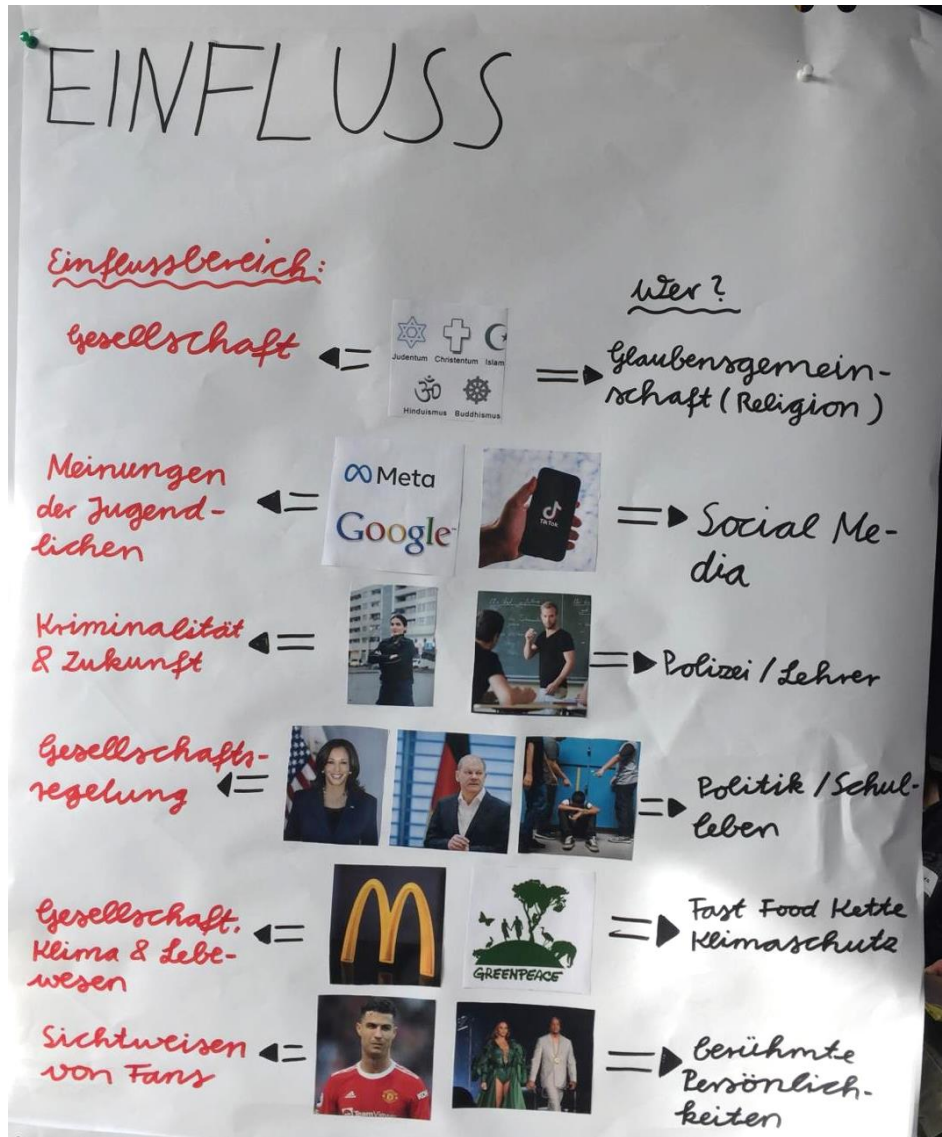 EINFLUSS
Einflussbereich:
Wer?
Gesellschaft
Judentum Christentum Islam
Hinduismus Buddhismus
Glaubensgemein-
schaft (Religion)
Meinungen
der Jugend-
lichen
Meta
Google
TikTok
Social Me-
dia
Kriminalität
& Zukunft
Polizei / Lehrer
Gesellschafts-
regelung
Politik / Schul-
leben
Gesellschaft,
Klima & Lebe-
wesen
GREENPEACE
Fast Food Kette
Klimaschutz
Sichtweisen
von Fans
TeamViewer
berühmte
Persönlich-
keiten